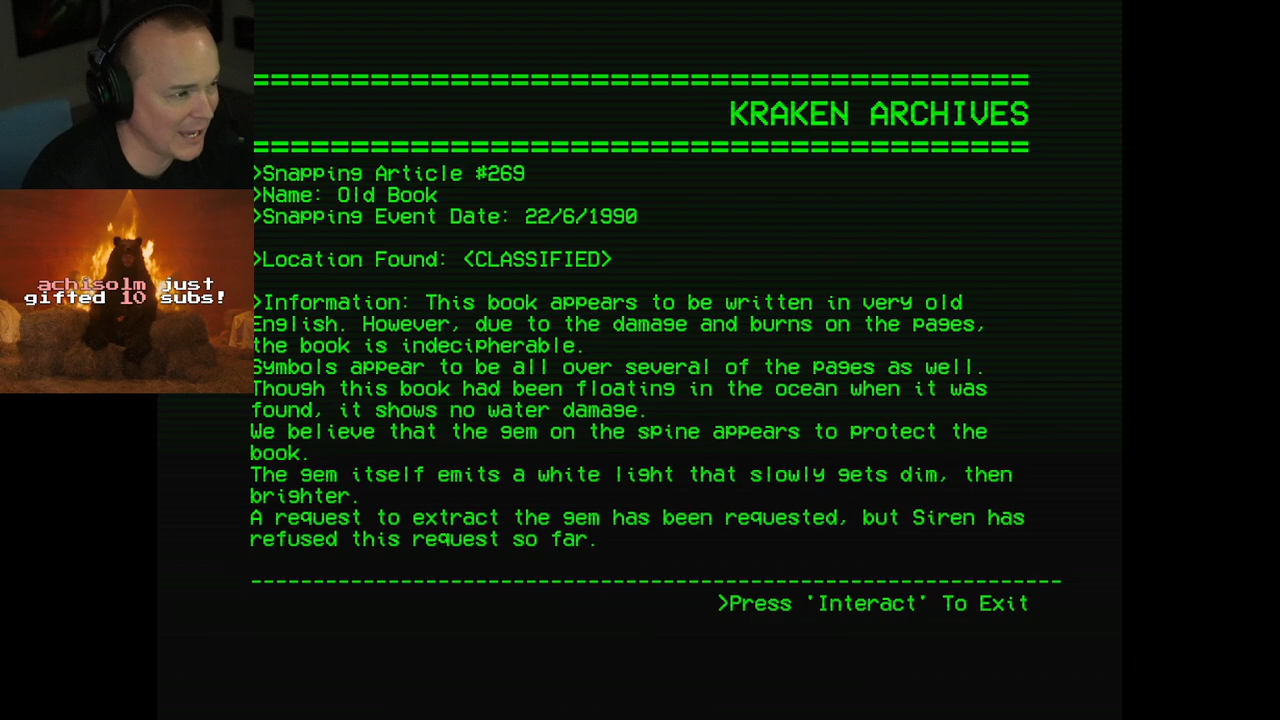 ========================================
KRAKEN ARCHIVES
========================================
>Snapping Article #269
>Name: Old Book
>Snapping Event Date: 22/6/1990
>Location Found: <CLASSIFIED>
>Information: This book appears to be written in very old
English. However, due to the damage and burns on the pages,
the book is indecipherable.
Symbols appear to be all over several of the pages as well.
Though this book had been floating in the ocean when it was
found, it shows no water damage.
We believe that the gem on the spine appears to protect the
book.
The gem itself emits a white light that slowly gets dim, then
brighter.
A request to extract the gem has been requested, but Siren has
refused this request so far.
-----------------------------------------------------------------
>Press 'Interact' To Exit
achisolm just
gifted 10 subs!